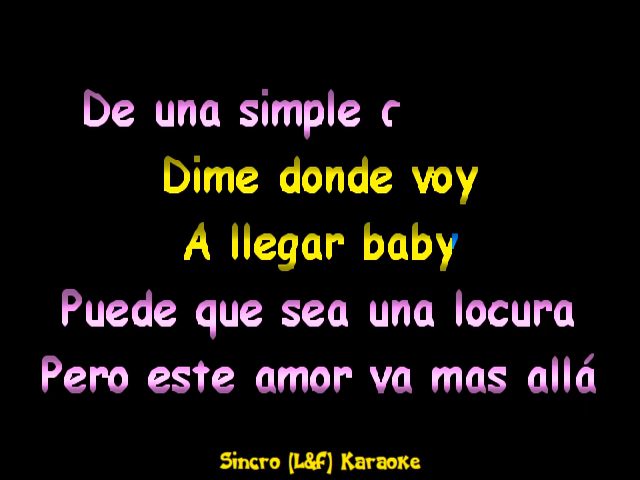 De una simple
Dime donde voy
A llegar baby
Puede que sea una locura
Pero este amor va mas allá
Sincro (L&F) Karaoke